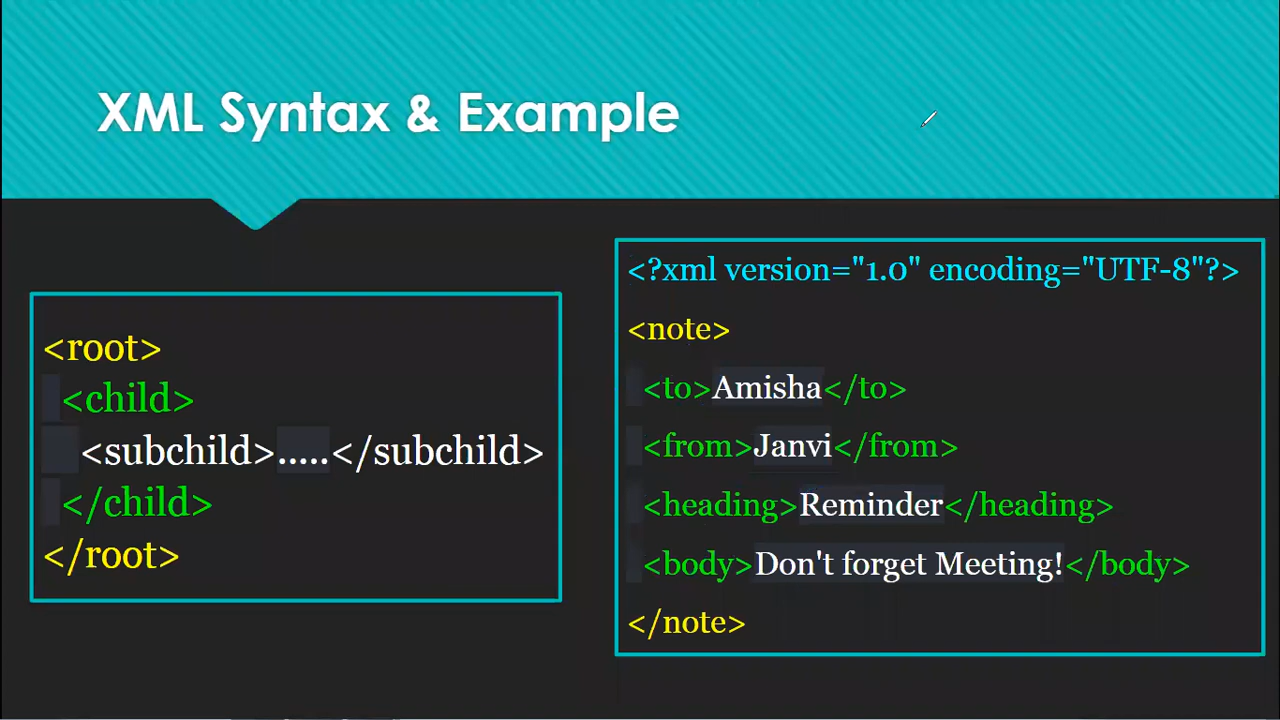 XML Syntax & Example
<root>
<child>
<subchild>.....</subchild>
</child>
</root>
<?xml version="1.0" encoding="UTF-8"?>
<note>
<to>Amisha</to>
<from>Janvi</from>
<heading>Reminder</heading>
<body>Don't forget Meeting!</body>
</note>